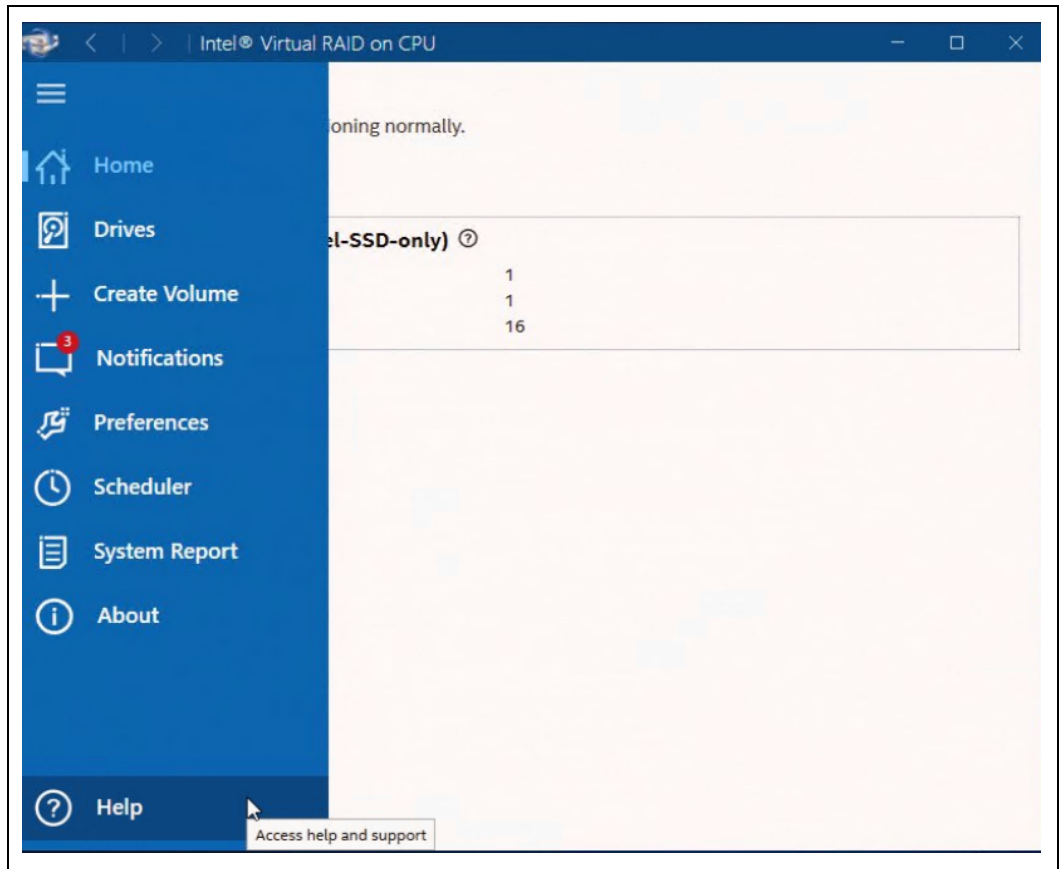 Intel® Virtual RAID on CPU
oning normally.
Home
Drives
el-SSD-only)
1
Create Volume
1
16
3
Notifications
Preferences
Scheduler
System Report
About
Help
Access help and support